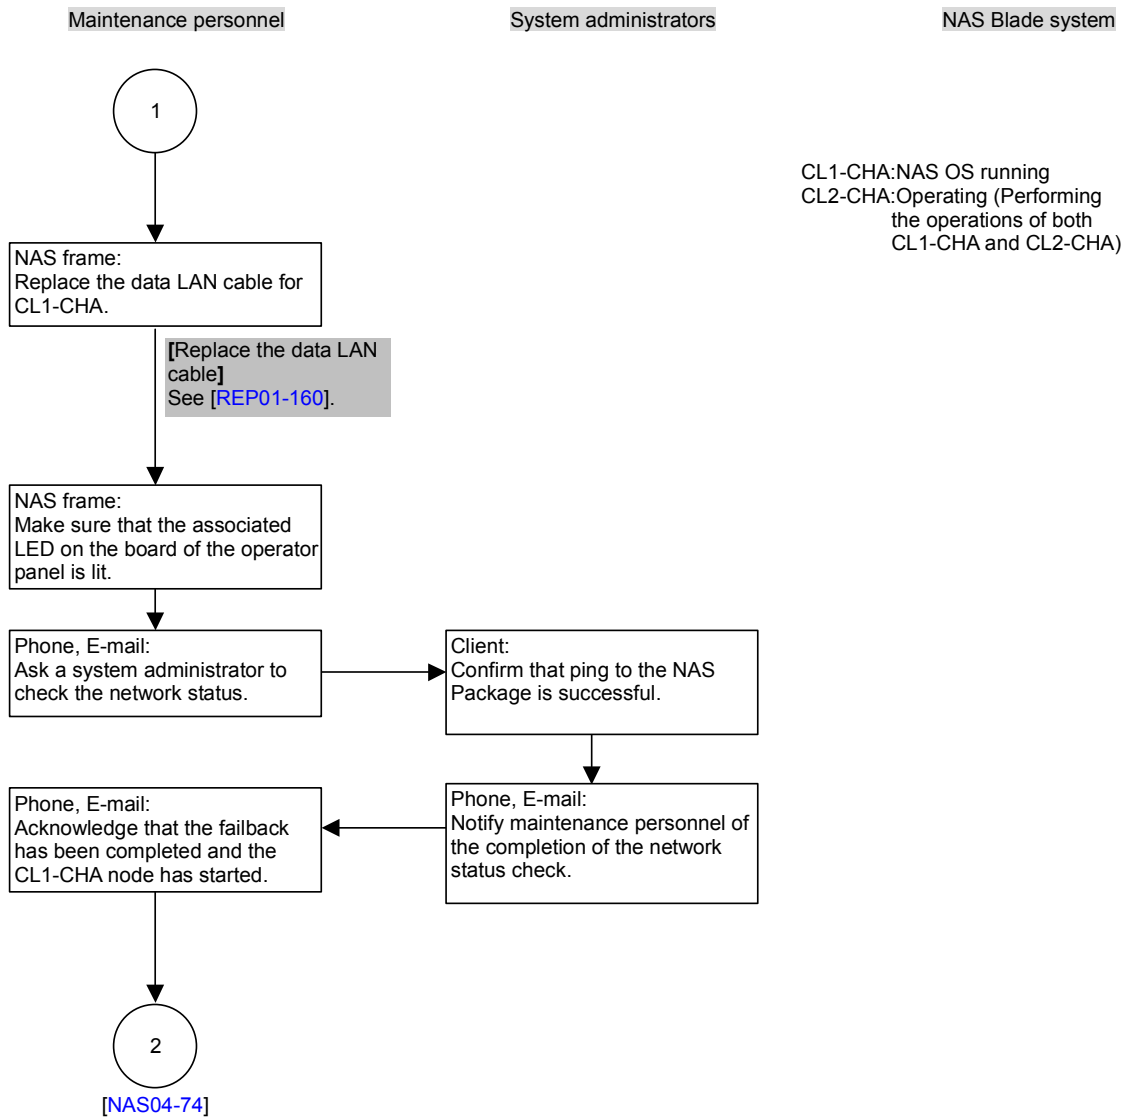 Maintenance personnel
System administrators
NAS Blade system
1
CL1-CHA:NAS OS running
CL2-CHA:Operating (Performing
the operations of both
CL1-CHA and CL2-CHA)
NAS frame:
Replace the data LAN cable for
CL1-CHA.
[Replace the data LAN
cable]
See [REP01-160].
NAS frame:
Make sure that the associated
LED on the board of the operator
panel is lit.
Phone, E-mail:
Ask a system administrator to
check the network status.
Client:
Confirm that ping to the NAS
Package is successful.
Phone, E-mail:
Notify maintenance personnel of
the completion of the network
status check.
Phone, E-mail:
Acknowledge that the failback
has been completed and the
CL1-CHA node has started.
2
[NAS04-74]